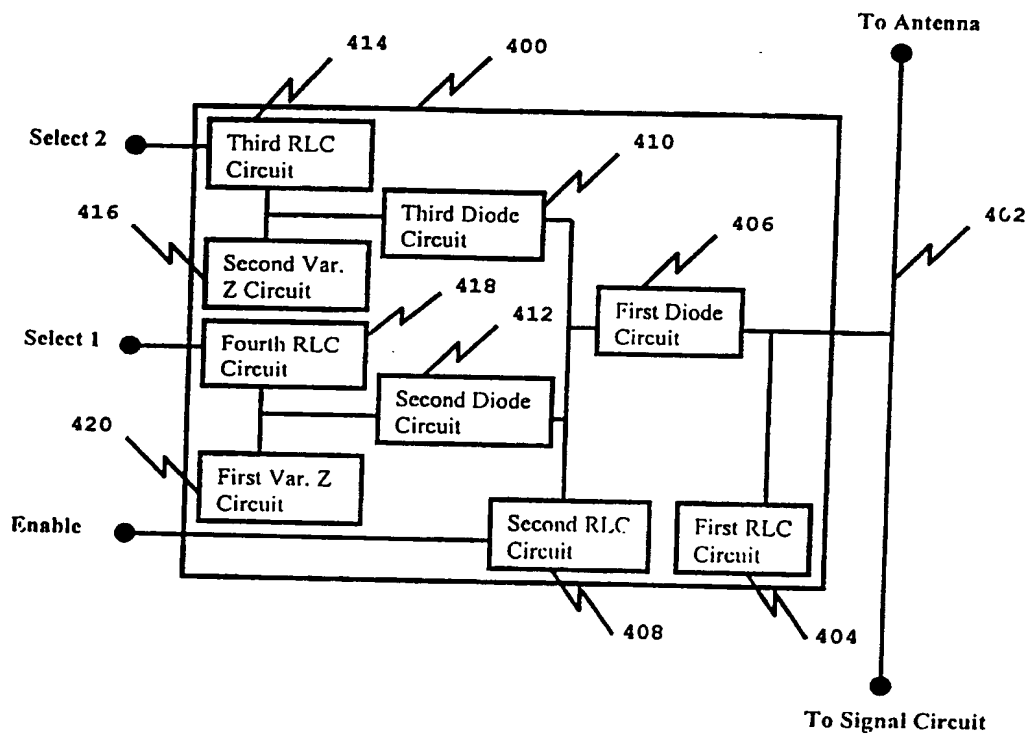 To Antenna
414
400
Select 2
Third RLC
Circuit
410
416
Third Diode
Circuit
406
402
Second Var.
Z Circuit
418
First Diode
Circuit
Select 1
Fourth RLC
Circuit
412
Second Diode
Circuit
420
First Var. Z
Circuit
Enable
Second RLC
Circuit
First RLC
Circuit
408
404
To Signal Circuit